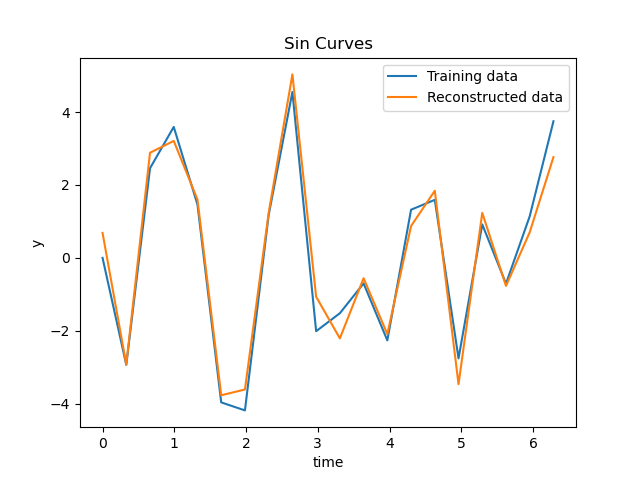 Sin Curves
Training data
Reconstructed data
y
4
2
0
−2
−4
0 1 2 3 4 5 6
time